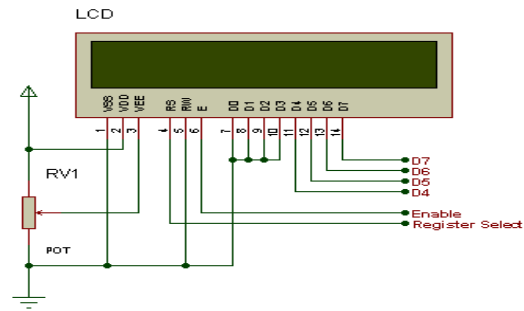 LCD
VSS VDD VEE RS RW E D0 D1 D2 D3 D4 D5 D6 D7
1 2 3 4 5 6 7 8 9 10 11 12 13 14
D7
D6
D5
D4
RV1
Enable
Register Select
POT